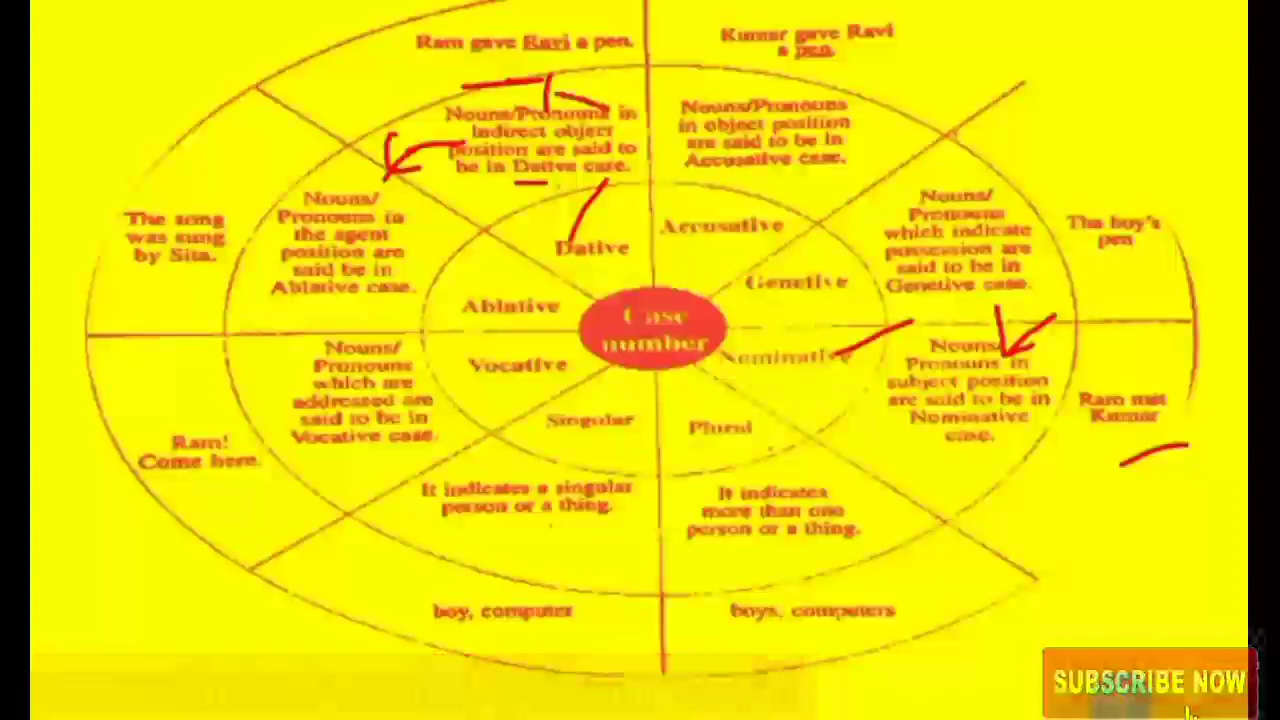 Ram gave Ravi a pen.
Kumar gave Ravi
a pen.
Nouns/Pronouns in
indirect object
position are said to
be in Dative case.
Nouns/Pronouns
in object position
are said to be in
Accusative case.
The song
was sung
by Sita.
Nouns/
Pronouns in
the agent
position are
said be in
Ablative case.
Dative
Accusative
Nouns/
Pronouns
which indicate
possession are
said to be in
Genetive case.
The boy's
pen
Ablative
Genetive
Case
number
Vocative
Nominative
Nouns/
Pronouns
which are
addressed are
said to be in
Vocative case.
Nouns/
Pronouns in
subject position
are said to be in
Nominative
case.
Ram met
Kumar
Ram!
Come here.
Singular
Plural
It indicates a singular
person or a thing.
It indicates
more than one
person or a thing.
boy, computer
boys, computers
SUBSCRIBE NOW